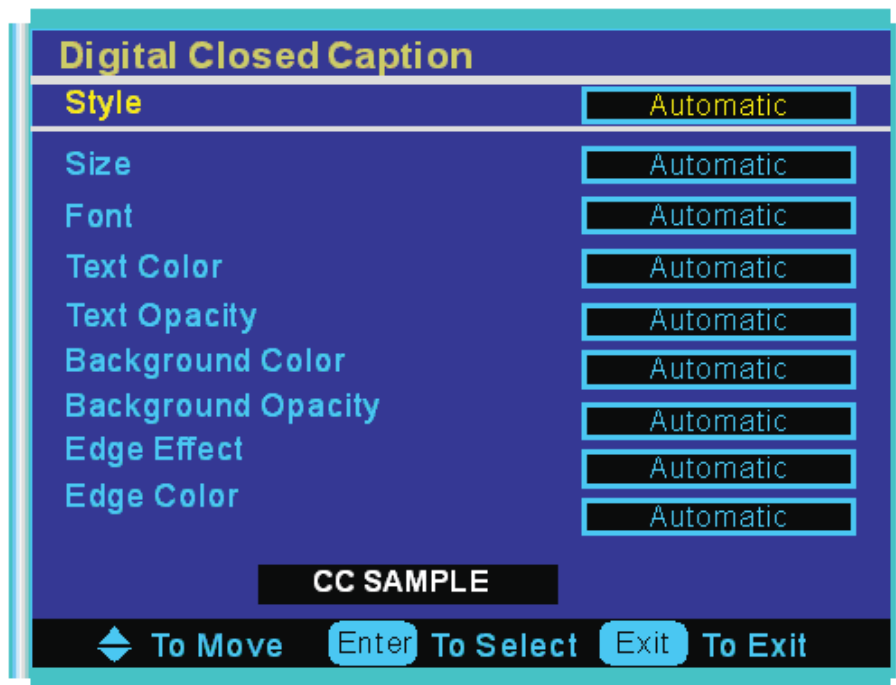 Digital Closed Caption
Style Automatic
Size Automatic
Font Automatic
Text Color Automatic
Text Opacity Automatic
Background Color Automatic
Background Opacity Automatic
Edge Effect Automatic
Edge Color Automatic
CC SAMPLE
To Move Enter To Select Exit To Exit